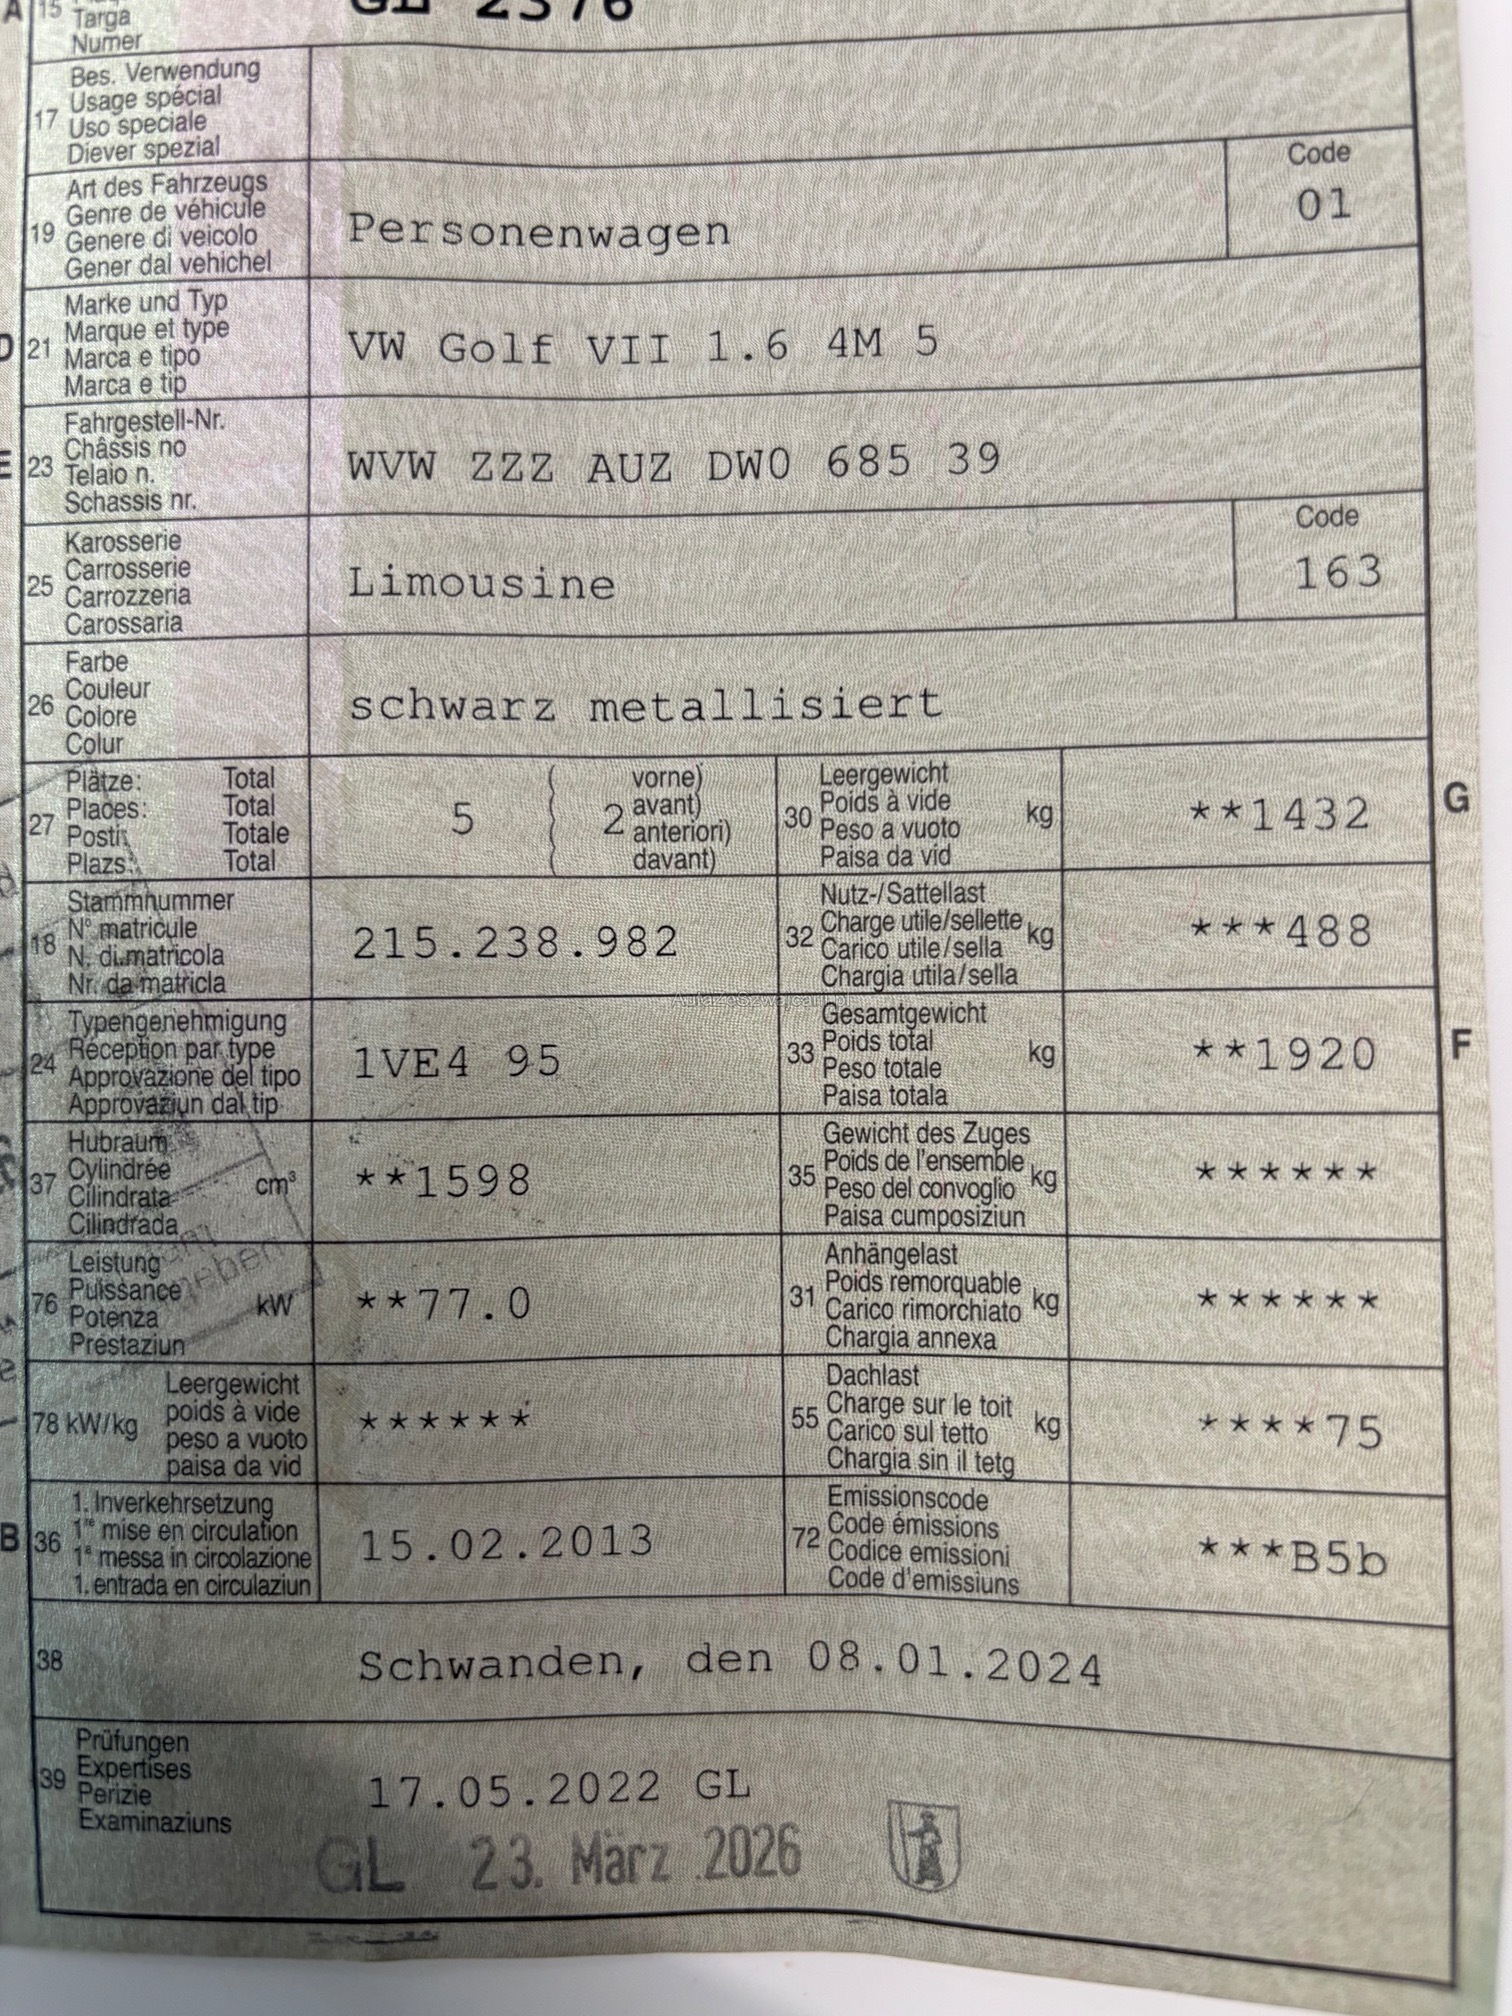 A
15
Targa
Numer
17
Bes. Verwendung
Usage spécial
Uso speciale
Diever spezial
19
Art des Fahrzeugs
Genre de véhicule
Genere di veicolo
Gener dal vehichel
Personenwagen
Code
01
D
21
Marke und Typ
Marque et type
Marca e tipo
Marca e tip
VW Golf VII 1.6 4M 5
E
23
Fahrgestell-Nr.
Châssis no
Telaio n.
Schassis nr.
WVW ZZZ AUZ DW0 685 39
25
Karosserie
Carrosserie
Carrozzeria
Carossaria
Limousine
Code
163
26
Farbe
Couleur
Colore
Colur
schwarz metallisiert
27
Plätze: Total
Places: Total
Posti: Totale
Plazs: Total
5
2
vorne)
avant)
anteriori)
davant)
30
Leergewicht
Poids à vide
Peso a vuoto
Paisa da vid
kg
**1432
G
18
Stammnummer
N° matricule
N. di matricola
Nr. da matricla
215.238.982
32
Nutz-/Sattellast
Charge utile/sellette
Carico utile/sella
Chargia utila/sella
kg
***488
24
Typengenehmigung
Réception par type
Approvazione del tipo
Approvaziun dal tip
1VE4 95
33
Gesamtgewicht
Poids total
Peso totale
Paisa totala
kg
**1920
F
37
Hubraum
Cylindrée
Cilindrata
Cilindrada
cm³
**1598
35
Gewicht des Zuges
Poids de l'ensemble
Peso del convoglio
Paisa cumposiziun
kg
******
76
Leistung
Puissance
Potenza
Prestaziun
kW
**77.0
31
Anhängelast
Poids remorquable
Carico rimorchiato
Chargia annexa
kg
******
78 kW/kg
Leergewicht
poids à vide
peso a vuoto
paisa da vid
******
55
Dachlast
Charge sur le toit
Carico sul tetto
Chargia sin il tetg
kg
****75
B
36
1. Inverkehrsetzung
1re mise en circulation
1a messa in circolazione
1. entrada en circulaziun
15.02.2013
72
Emissionscode
Code émissions
Codice emissioni
Code d'emissiuns
***B5b
38
Schwanden, den 08.01.2024
39
Prüfungen
Expertises
Perizie
Examinaziuns
17.05.2022 GL
GL 23. März 2026